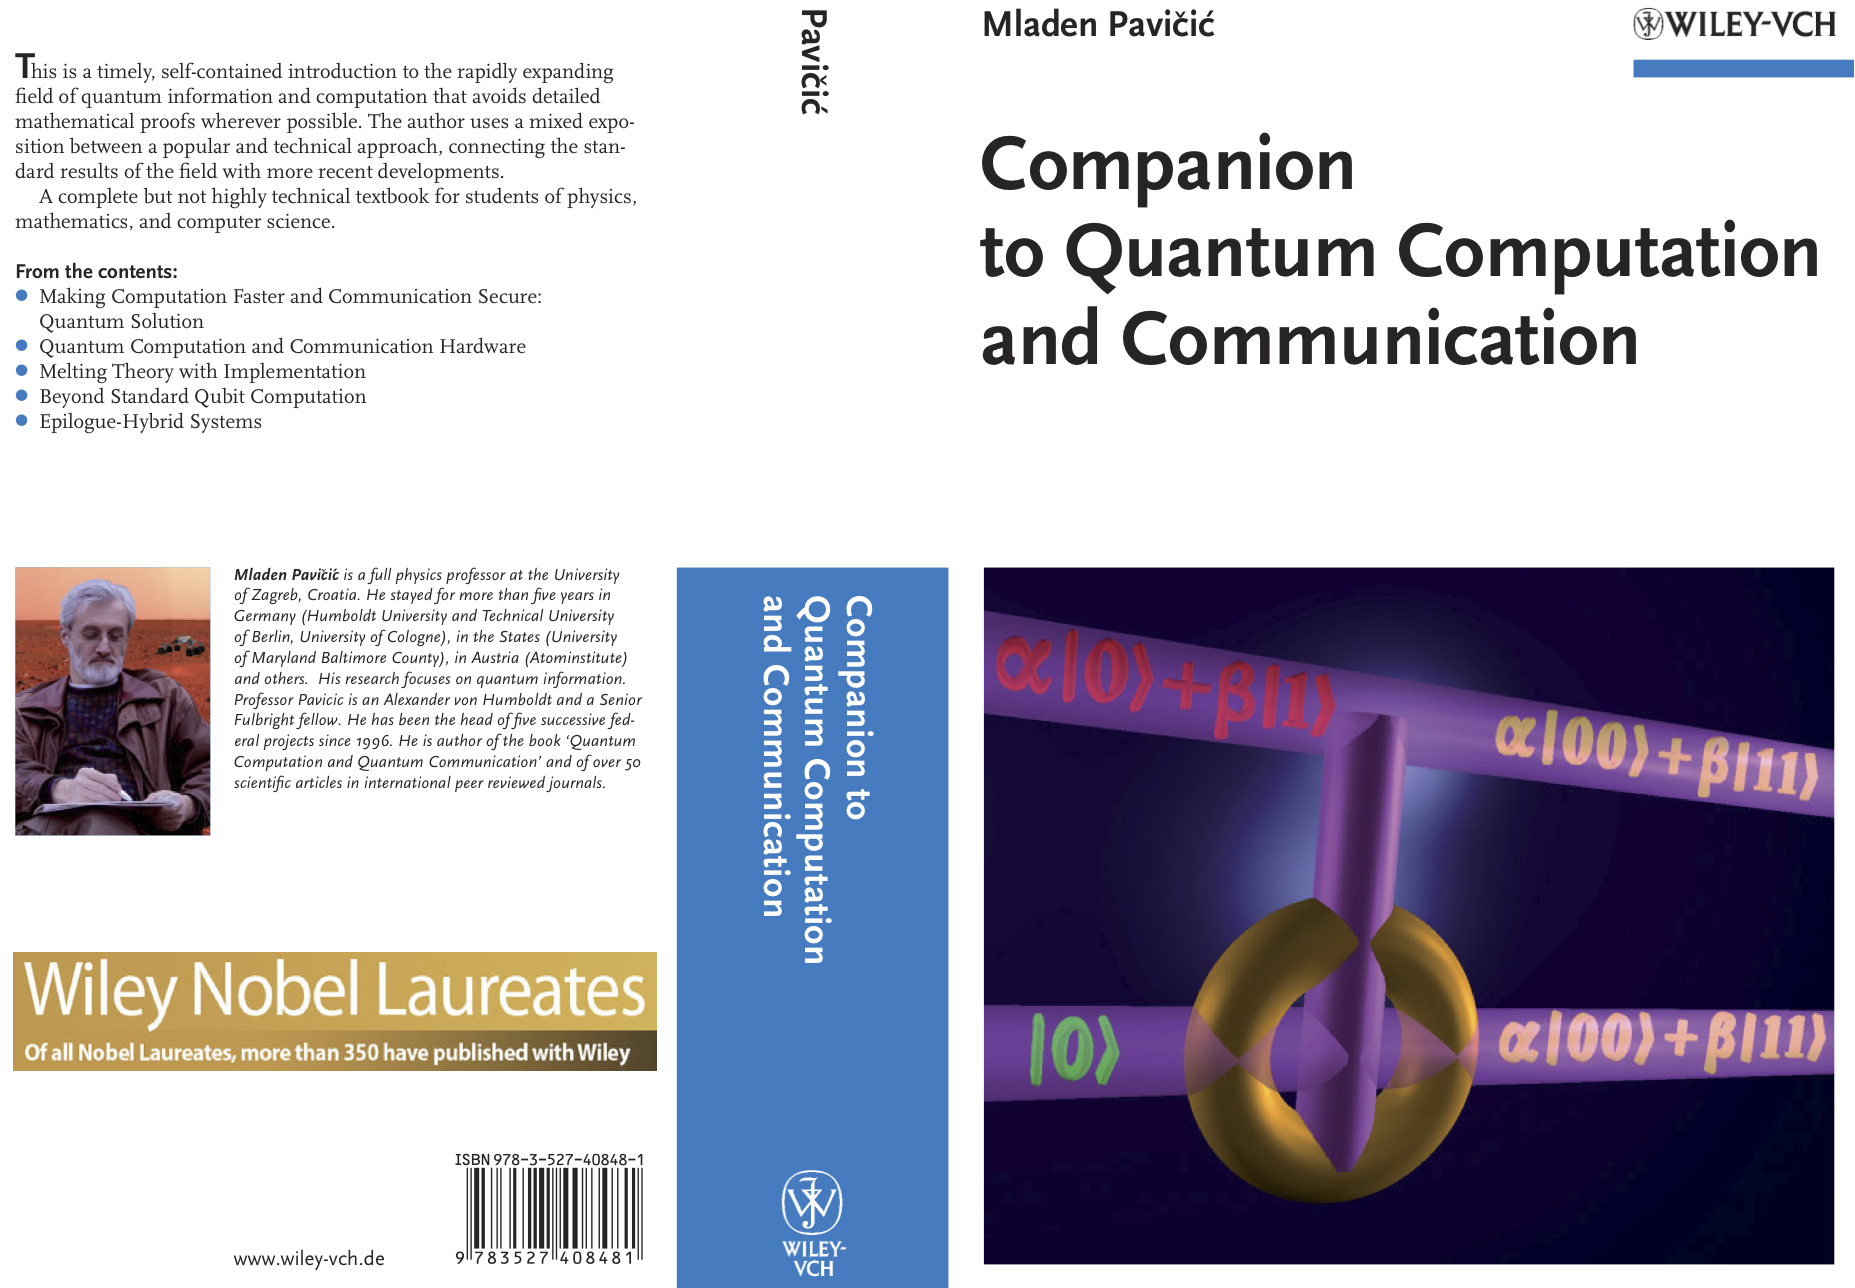 This is a timely, self-contained introduction to the rapidly expanding
field of quantum information and computation that avoids detailed
mathematical proofs wherever possible. The author uses a mixed expo-
sition between a popular and technical approach, connecting the stan-
dard results of the field with more recent developments.
A complete but not highly technical textbook for students of physics,
mathematics, and computer science.
From the contents:
● Making Computation Faster and Communication Secure:
Quantum Solution
● Quantum Computation and Communication Hardware
● Melting Theory with Implementation
● Beyond Standard Qubit Computation
● Epilogue-Hybrid Systems
Mladen Pavičić is a full physics professor at the University
of Zagreb, Croatia. He stayed for more than five years in
Germany (Humboldt University and Technical University
of Berlin, University of Cologne), in the States (University
of Maryland Baltimore County), in Austria (Atominstitute)
and others. His research focuses on quantum information.
Professor Pavicic is an Alexander von Humboldt and a Senior
Fulbright fellow. He has been the head of five successive fed-
eral projects since 1996. He is author of the book ‘Quantum
Computation and Quantum Communication’ and of over 50
scientific articles in international peer reviewed journals.
Wiley Nobel Laureates
Of all Nobel Laureates, more than 350 have published with Wiley
ISBN 978-3-527-40848-1
9 783527 408481
www.wiley-vch.de
Pavičić
Companion to
Quantum Computation
and Communication
WILEY-
VCH
Mladen Pavičić
WILEY-VCH
Companion
to Quantum Computation
and Communication
α|0⟩+β|1⟩
α|00⟩+β|11⟩
|0⟩
α|00⟩+β|11⟩